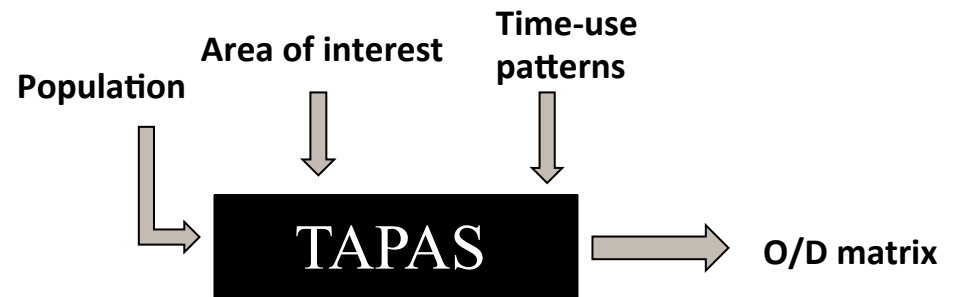 Population
Area of interest
Time-use
patterns
TAPAS
O/D matrix